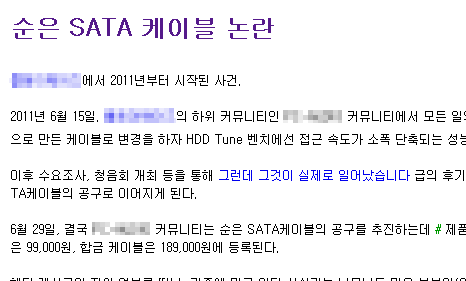 순은 SATA 케이블 논란
에서 2011년부터 시작된 사건.
2011년 6월 15일, 의 하위 커뮤니티인 커뮤니티에서 모든 일의
으로 만든 케이블로 변경을 하자 HDD Tune 벤치에선 접근 속도가 소폭 단축되는 성능
이후 수요조사, 청음회 개최 등을 통해 그런데 그것이 실제로 일어났습니다 급의 후기
TA케이블의 공구로 이어지게 된다.
6월 29일, 결국 커뮤니티는 순은 SATA케이블의 공구를 추진하는데 # 제품
은 99,000원, 합금 케이블은 189,000원에 등록된다.